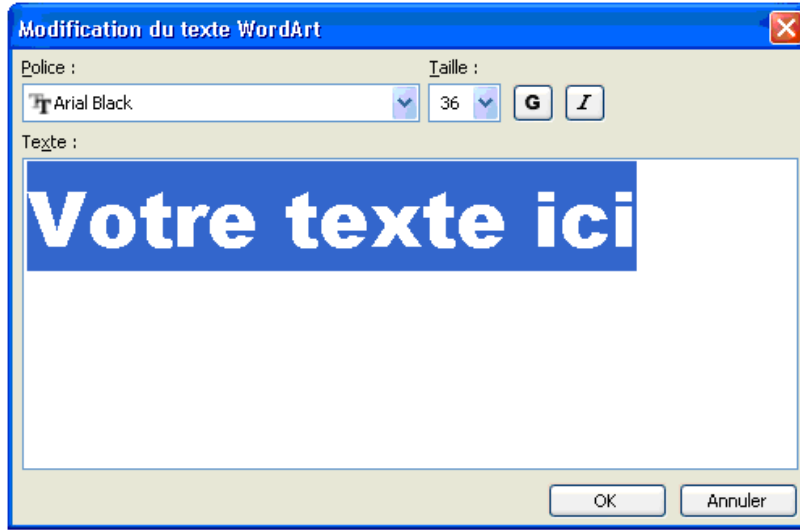 Modification du texte WordArt
Police : Taille :
Arial Black 36 G I
Texte :
Votre texte ici
OK Annuler